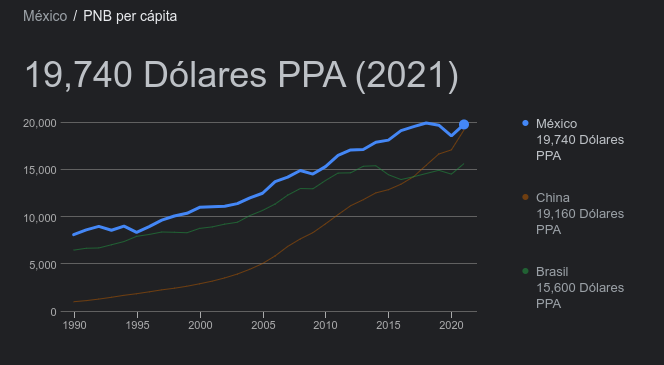 México / PNB per cápita
19,740 Dólares PPA (2021)
20,000
15,000
10,000
5,000
0
1990
1995
2000
2005
2010
2015
2020
México
19,740 Dólares
PPA
China
19,160 Dólares
PPA
Brasil
15,600 Dólares
PPA